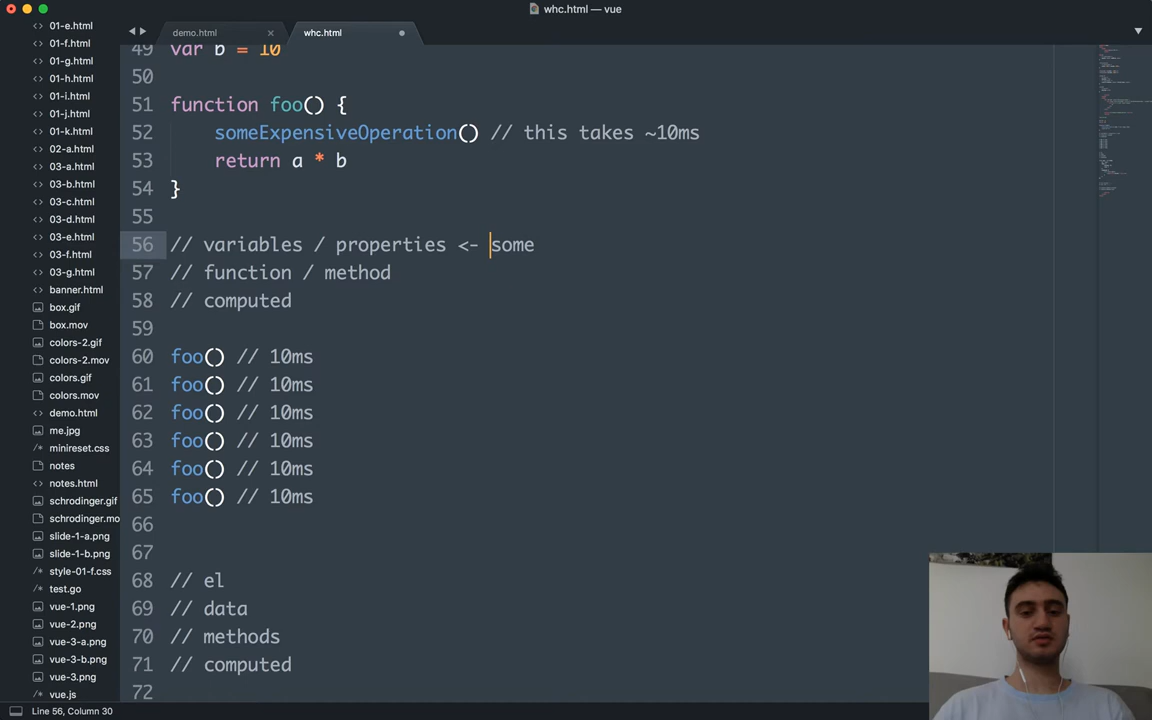 whc.html — vue
demo.html ×
whc.html
01-e.html
01-f.html
01-g.html
01-h.html
01-i.html
01-j.html
01-k.html
02-a.html
03-a.html
03-b.html
03-c.html
03-d.html
03-e.html
03-f.html
03-g.html
banner.html
box.gif
box.mov
colors-2.gif
colors-2.mov
colors.gif
colors.mov
demo.html
me.jpg
minireset.css
notes
notes.html
schrodinger.gif
schrodinger.mo
slide-1-a.png
slide-1-b.png
style-01-f.css
test.go
vue-1.png
vue-2.png
vue-3-a.png
vue-3-b.png
vue-3.png
vue.js
49 var b = 10
50
51 function foo() {
52 someExpensiveOperation() // this takes ~10ms
53 return a * b
54 }
55
56 // variables / properties <- some
57 // function / method
58 // computed
59
60 foo() // 10ms
61 foo() // 10ms
62 foo() // 10ms
63 foo() // 10ms
64 foo() // 10ms
65 foo() // 10ms
66
67
68 // el
69 // data
70 // methods
71 // computed
72
Line 56, Column 30